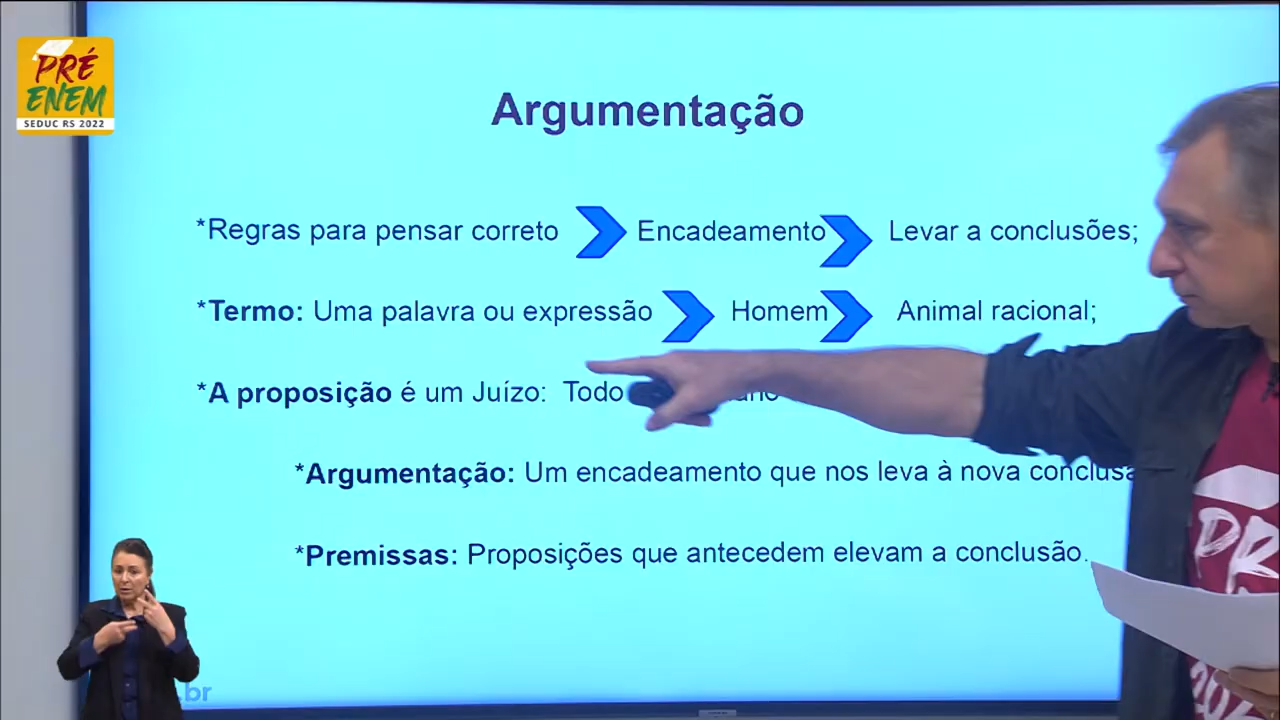 PRÉ
ENEM
SEDUC RS 2022
Argumentação
*Regras para pensar correto Encadeamento Levar a conclusões;
*Termo: Uma palavra ou expressão Homem Animal racional;
*A proposição é um Juízo: Todo
*Argumentação: Um encadeamento que nos leva à nova
*Premissas: Proposições que antecedem elevam a conclusão.
.br